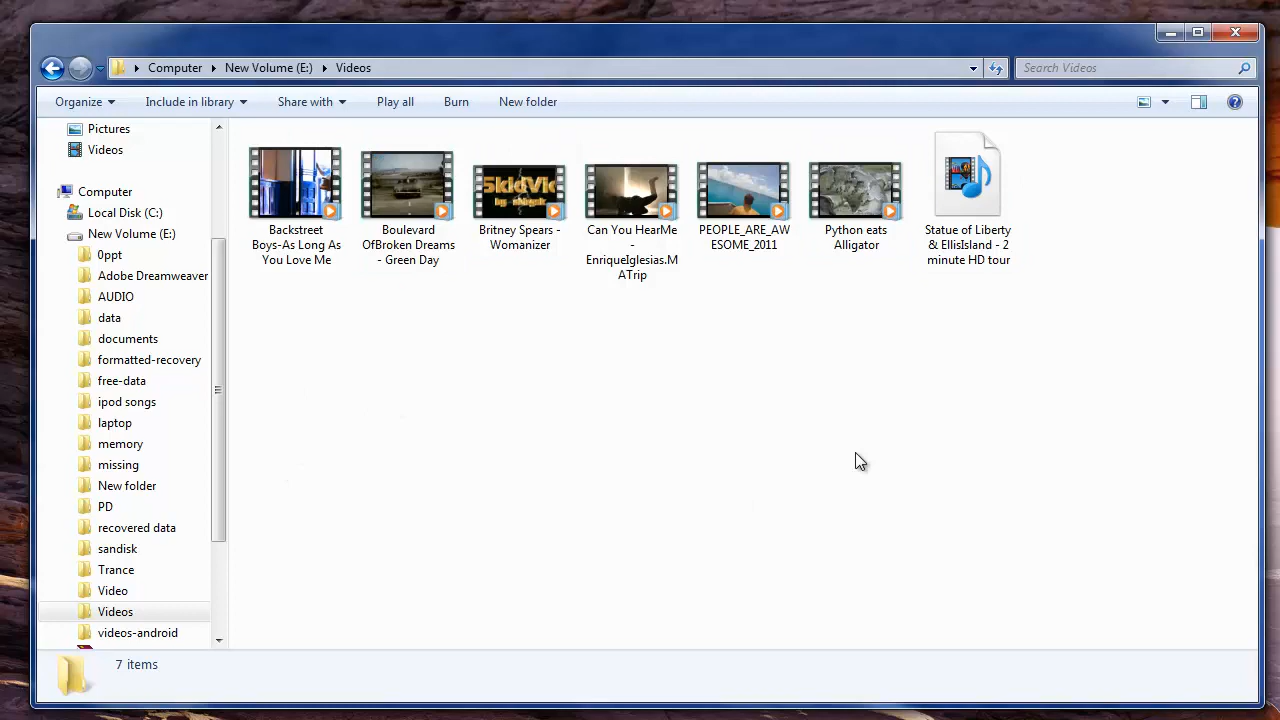 Computer
New Volume (E:)
Videos
Search Videos
Organize
Include in library
Share with
Play all
Burn
New folder
Pictures
Videos
Computer
Local Disk (C:)
New Volume (E:)
0ppt
Adobe Dreamweaver
AUDIO
data
documents
formatted-recovery
free-data
ipod songs
laptop
memory
missing
New folder
PD
recovered data
sandisk
Trance
Video
Videos
videos-android
Backstreet
Boys-As Long As
You Love Me
Boulevard
OfBroken Dreams
- Green Day
Britney Spears -
Womanizer
Can You HearMe
-
EnriqueIglesias.M
ATrip
PEOPLE_ARE_AW
ESOME_2011
Python eats
Alligator
Statue of Liberty
& EllisIsland - 2
minute HD tour
7 items